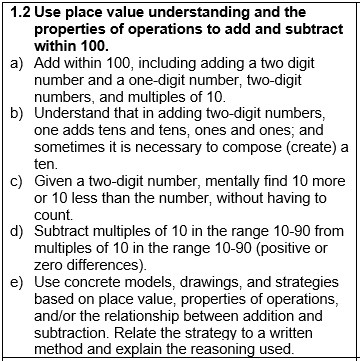 1.2 Use place value understanding and the
properties of operations to add and subtract
within 100.
a) Add within 100, including adding a two digit
number and a one-digit number, two-digit
numbers, and multiples of 10.
b) Understand that in adding two-digit numbers,
one adds tens and tens, ones and ones; and
sometimes it is necessary to compose (create) a
ten.
c) Given a two-digit number, mentally find 10 more
or 10 less than the number, without having to
count.
d) Subtract multiples of 10 in the range 10-90 from
multiples of 10 in the range 10-90 (positive or
zero differences).
e) Use concrete models, drawings, and strategies
based on place value, properties of operations,
and/or the relationship between addition and
subtraction. Relate the strategy to a written
method and explain the reasoning used.